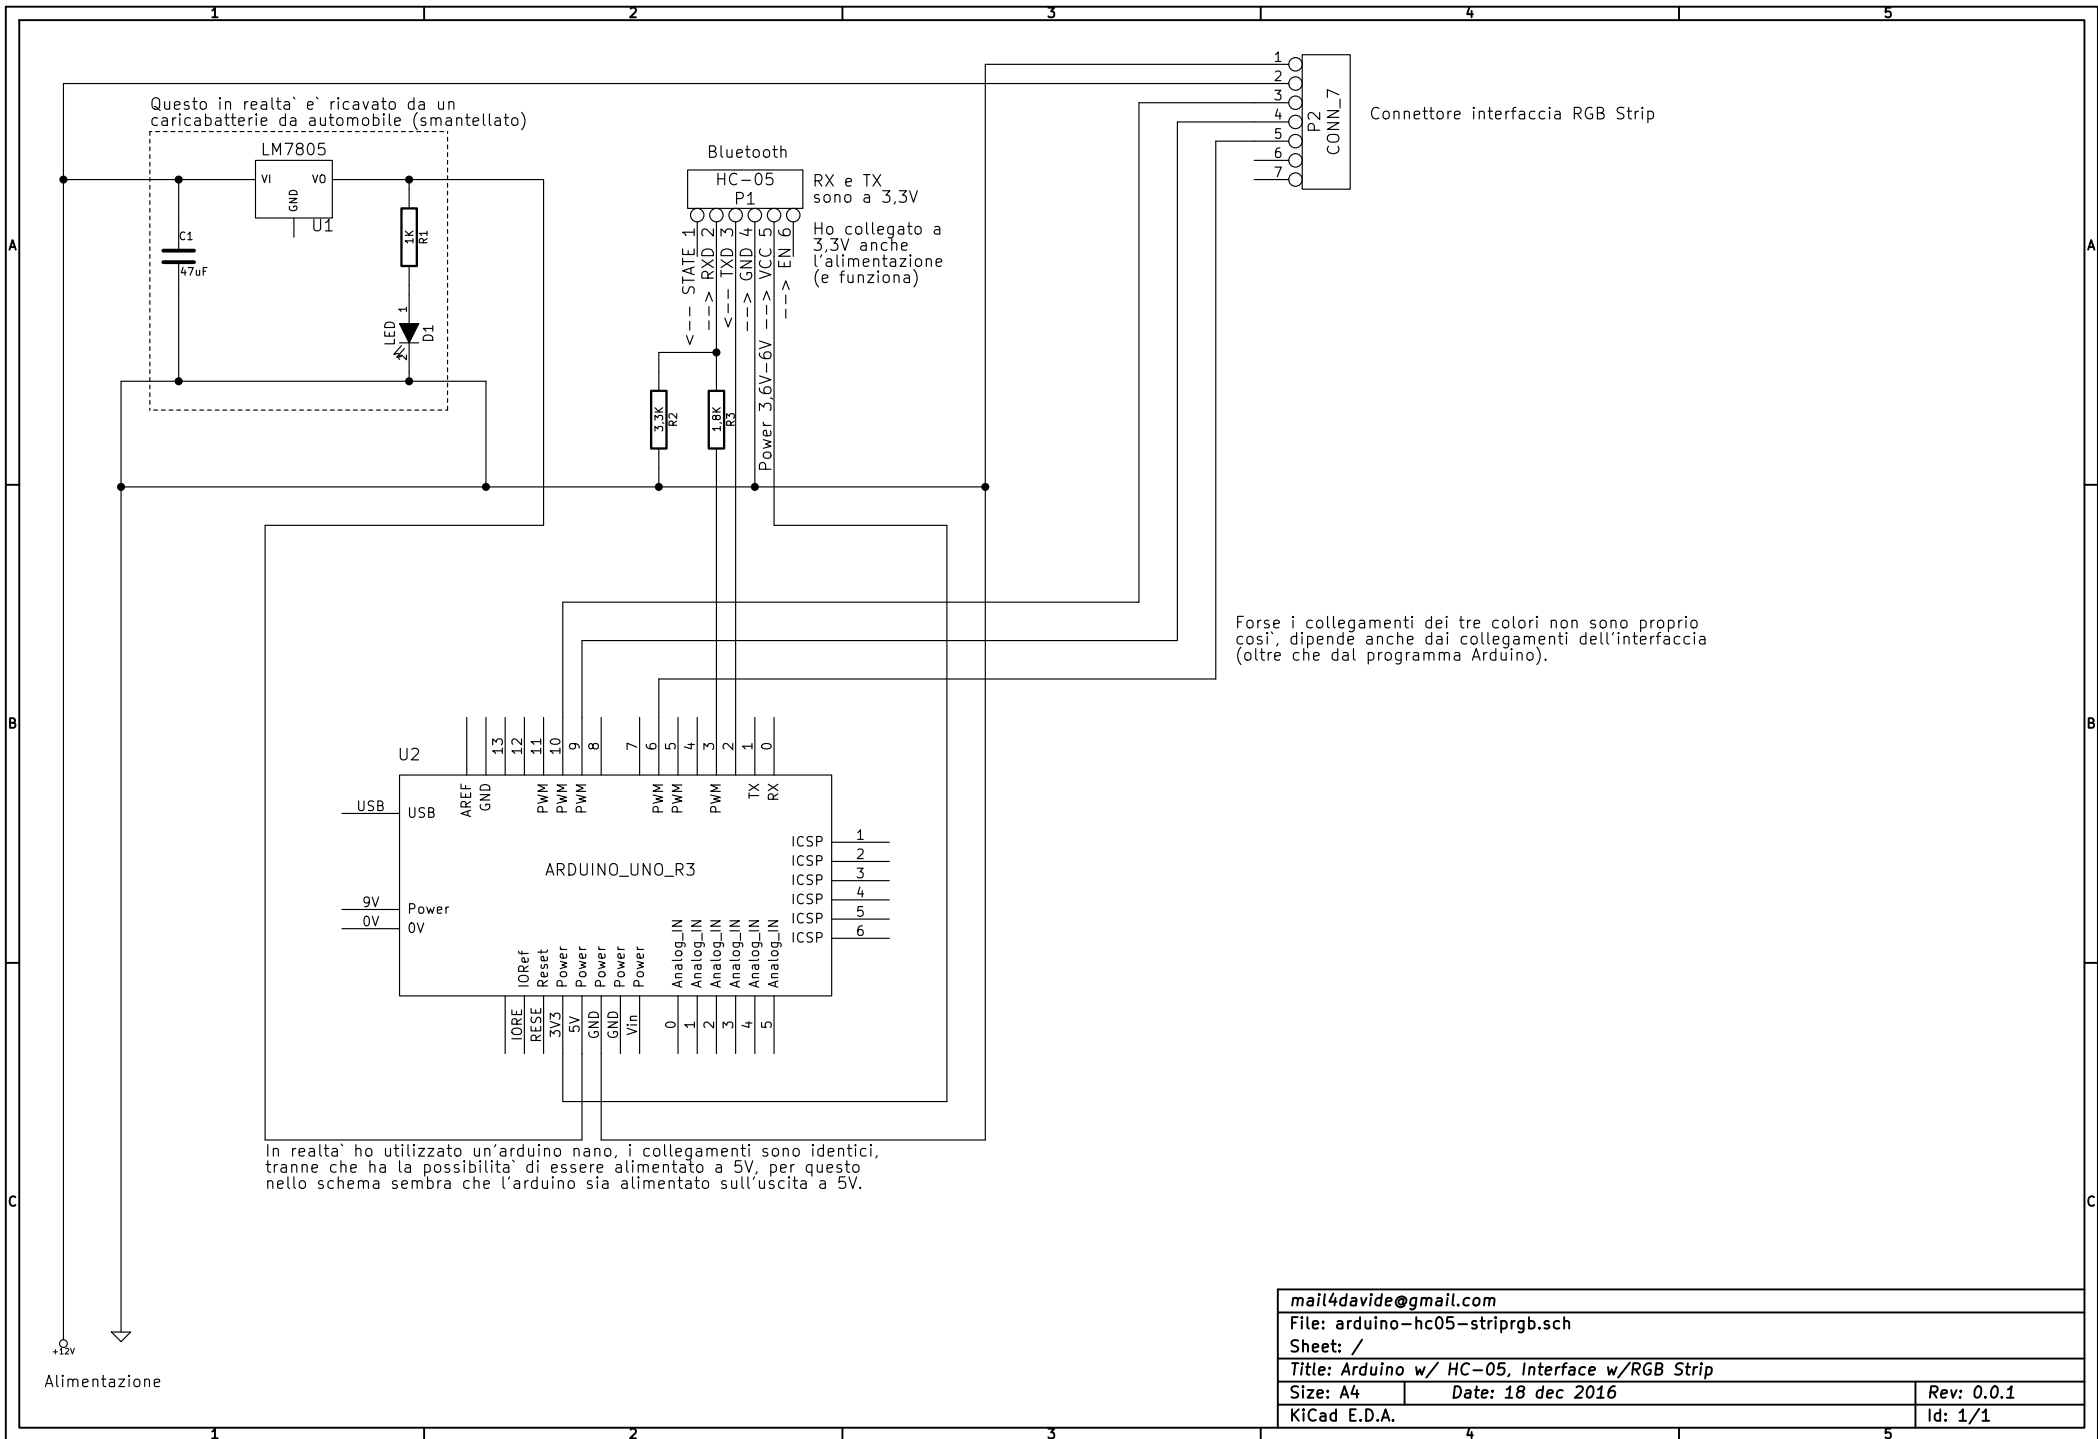 1 2 3 4 5
A
B
C
A
B
C
Questo in realta` e` ricavato da un
caricabatterie da automobile (smantellato)
LM7805
VI
VO
GND
U1
C1
47uF
1K
R1
1
LED
D1
2
Bluetooth
HC-05
P1
RX e TX
sono a 3,3V
Ho collegato a
3,3V anche
l'alimentazione
(e funziona)
<--- STATE 1
---> RXD 2
<--- TXD 3
---> GND 4
Power 3,6V-6V ---> VCC 5
---> EN 6
3,3K
R2
1,8K
R3
1
2
3
4
5
6
7
P2
CONN_7
Connettore interfaccia RGB Strip
Forse i collegamenti dei tre colori non sono proprio
cosi`, dipende anche dai collegamenti dell'interfaccia
(oltre che dal programma Arduino).
U2
13
12
11
10
9
8
7
6
5
4
3
2
1
0
AREF
GND
PWM
PWM
PWM
PWM
PWM
PWM
TX
RX
USB
USB
ARDUINO_UNO_R3
9V
Power
0V
0V
ICSP 1
ICSP 2
ICSP 3
ICSP 4
ICSP 5
ICSP 6
IORef
Reset
Power
Power
Power
Power
Power
Analog_IN
Analog_IN
Analog_IN
Analog_IN
Analog_IN
Analog_IN
IORE
RESE
3V3
5V
GND
GND
Vin
0
1
2
3
4
5
In realta` ho utilizzato un'arduino nano, i collegamenti sono identici,
tranne che ha la possibilita` di essere alimentato a 5V, per questo
nello schema sembra che l'arduino sia alimentato sull'uscita a 5V.
+12V
Alimentazione
mail4davide@gmail.com
File: arduino-hc05-striprgb.sch
Sheet: /
Title: Arduino w/ HC-05, Interface w/RGB Strip
Size: A4 Date: 18 dec 2016 Rev: 0.0.1
KiCad E.D.A. Id: 1/1
1 2 3 4 5